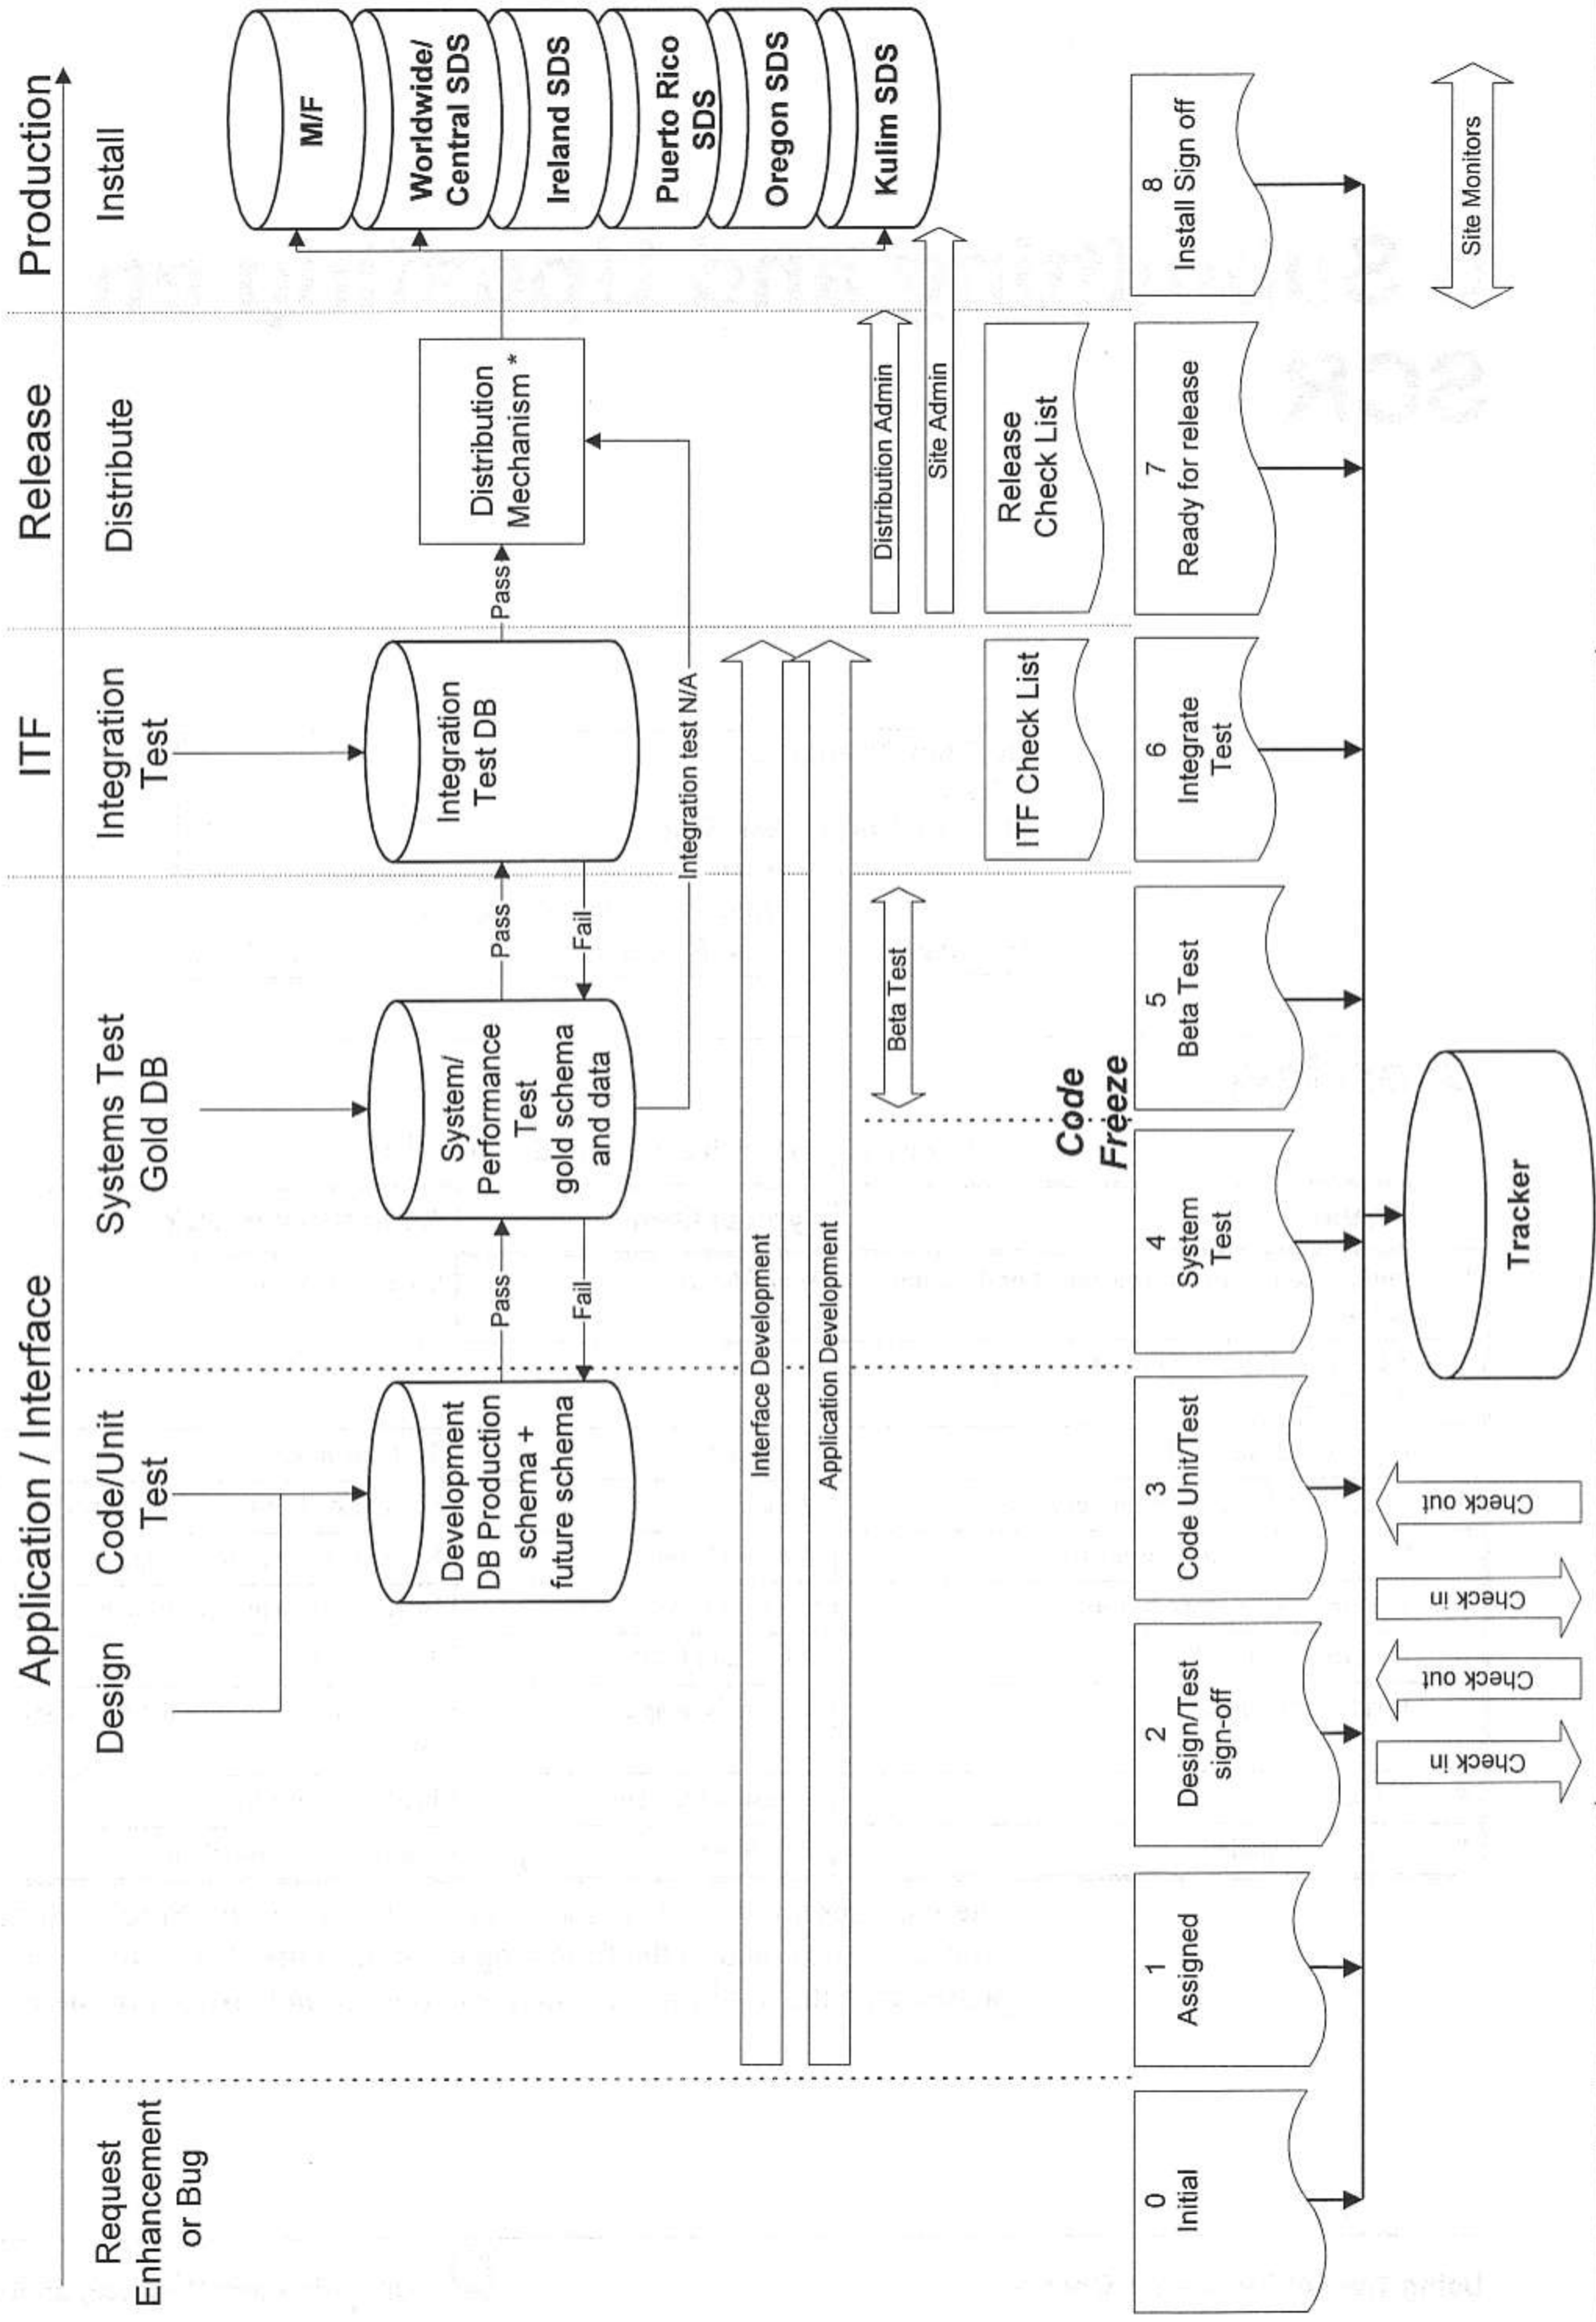 Application / Interface
ITF
Release
Production
Request
Enhancement
or Bug
Design
Code/Unit
Test
Systems Test
Gold DB
Integration
Test
Distribute
Install
Development
DB Production
schema +
future schema
Pass
Fail
System/
Performance
Test
gold schema
and data
Pass
Fail
Integration
Test DB
Pass
Distribution
Mechanism *
Integration test N/A
M/F
Worldwide/
Central SDS
Ireland SDS
Puerto Rico
SDS
Oregon SDS
Kulim SDS
Interface Development
Application Development
Beta Test
Distribution Admin
Site Admin
Code
Freeze
ITF Check List
Release
Check List
0
Initial
1
Assigned
2
Design/Test
sign-off
3
Code Unit/Test
4
System
Test
5
Beta Test
6
Integrate
Test
7
Ready for release
8
Install Sign off
Check in
Check out
Check in
Check out
Tracker
Site Monitors